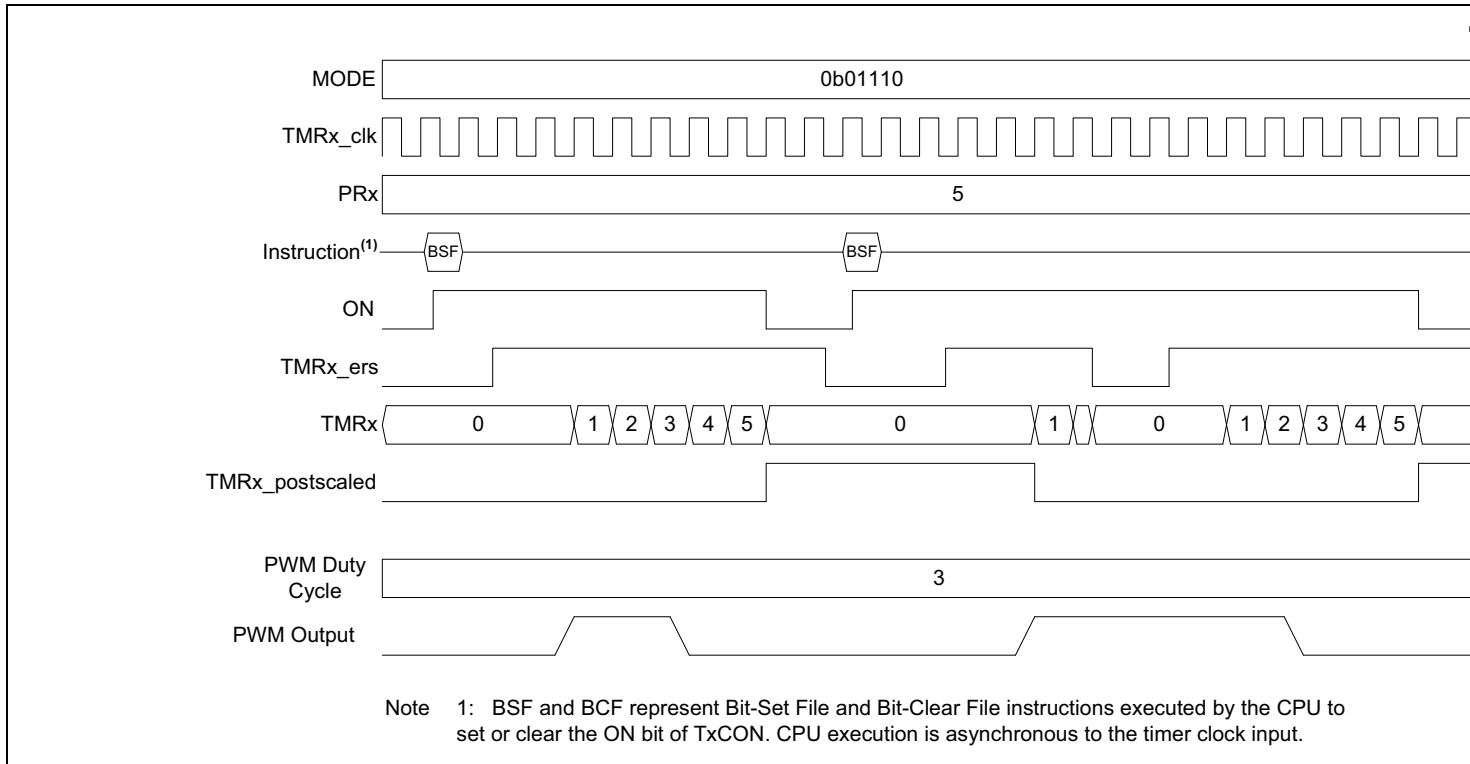 MODE 0b01110
TMRx_clk
PRx 5
Instruction(1) BSF BSF
ON
TMRx_ers
TMRx 0 1 2 3 4 5 0 1 0 1 2 3 4 5
TMRx_postscaled
PWM Duty
Cycle 3
PWM Output
Note 1: BSF and BCF represent Bit-Set File and Bit-Clear File instructions executed by the CPU to
set or clear the ON bit of TxCON. CPU execution is asynchronous to the timer clock input.